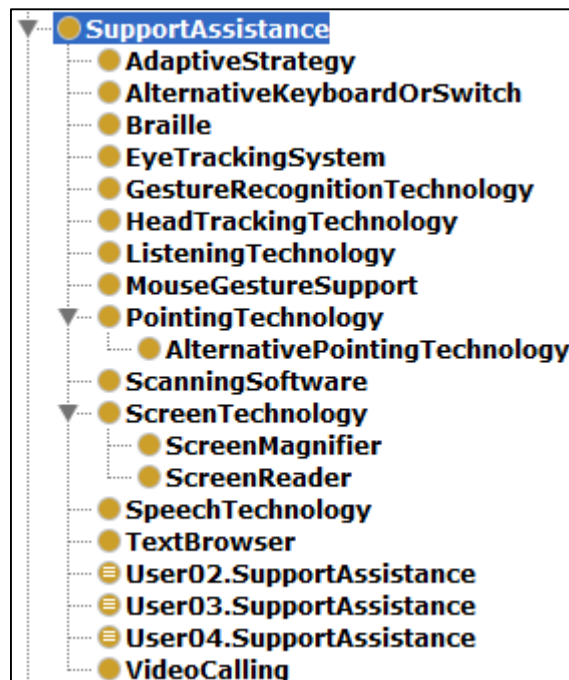 SupportAssistance
AdaptiveStrategy
AlternativeKeyboardOrSwitch
Braille
EyeTrackingSystem
GestureRecognitionTechnology
HeadTrackingTechnology
ListeningTechnology
MouseGestureSupport
PointingTechnology
AlternativePointingTechnology
ScanningSoftware
ScreenTechnology
ScreenMagnifier
ScreenReader
SpeechTechnology
TextBrowser
User02.SupportAssistance
User03.SupportAssistance
User04.SupportAssistance
VideoCalling